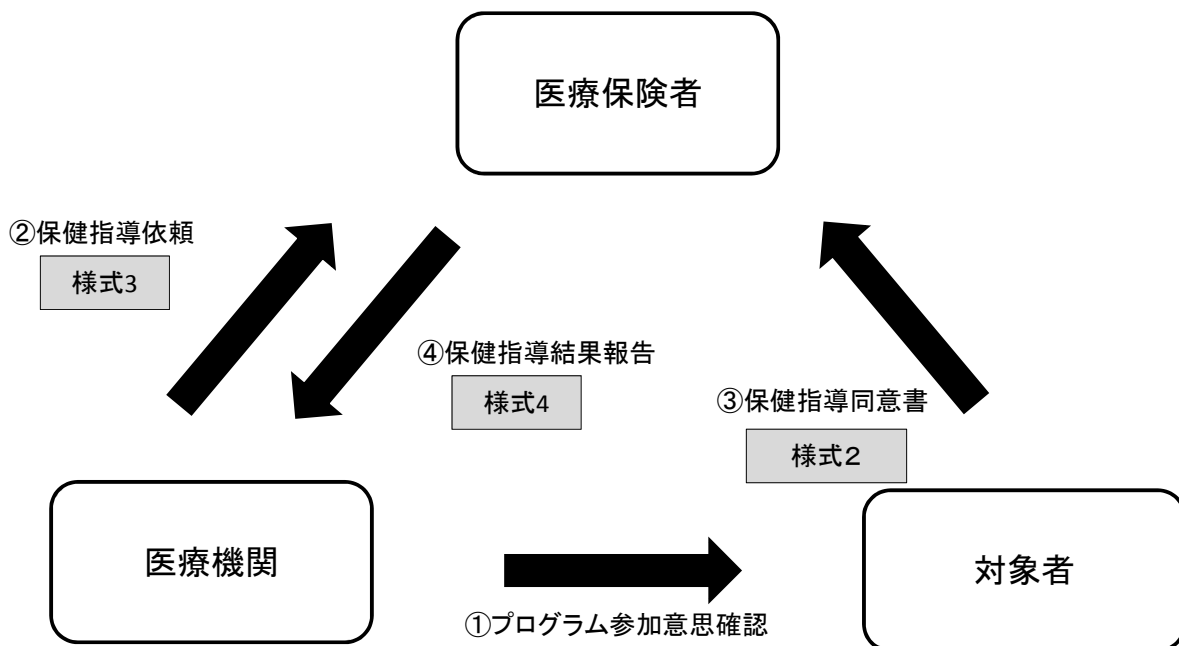 医療保険者
②保健指導依頼
様式3
④保健指導結果報告
様式4
③保健指導同意書
様式２
医療機関
対象者
①プログラム参加意思確認